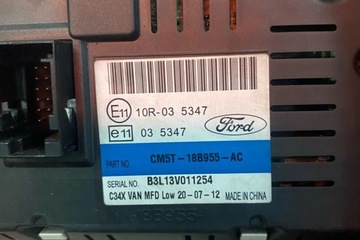 E11 10R-03 5347
e11 03 5347
Ford
PART NO. CM5T-18B955-AC
SERIAL NO. B3L13V011254
C34X VAN MFD Low 20-07-12 MADE IN CHINA